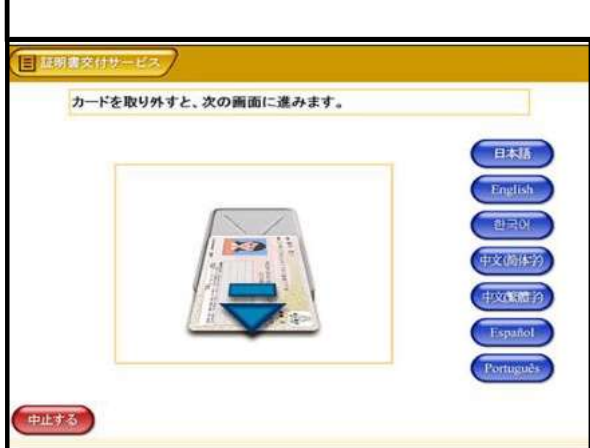 証明書交付サービス
カードを取り外すと、次の画面に進みます。
日本語
English
한국어
中文(简体字)
中文(繁體字)
Español
Português
中止する